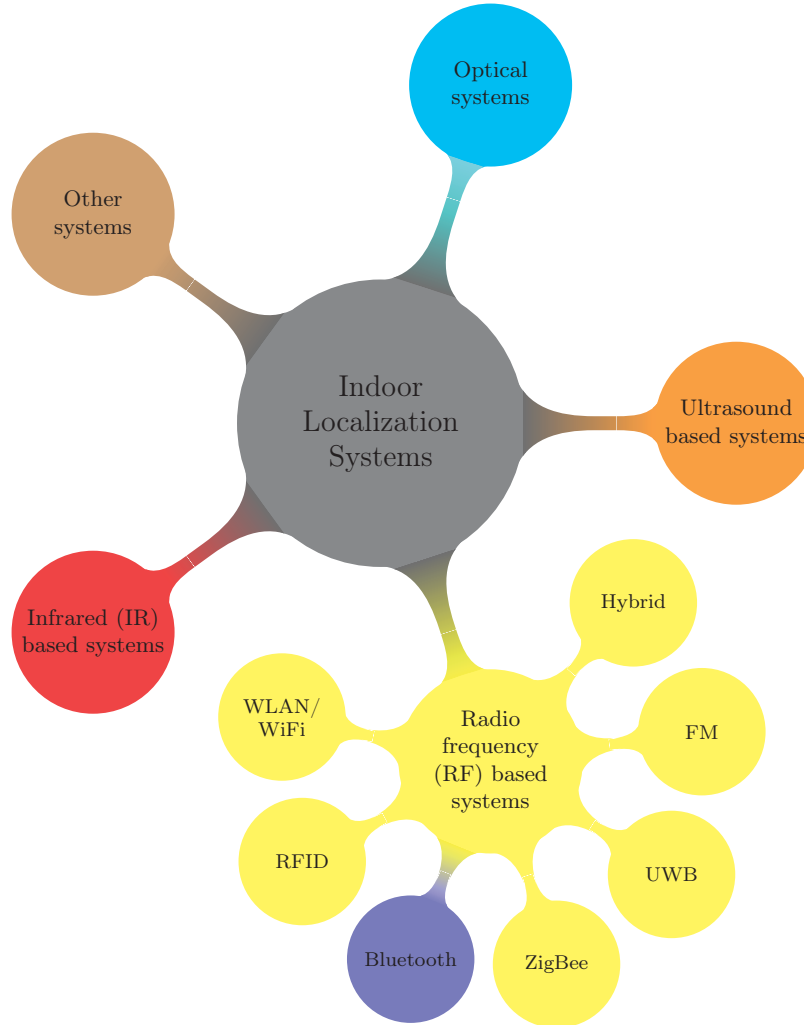 Optical
systems
Other
systems
Indoor
Localization
Systems
Ultrasound
based systems
Infrared (IR)
based systems
Hybrid
WLAN/
WiFi
Radio
frequency
(RF) based
systems
FM
RFID
UWB
Bluetooth
ZigBee